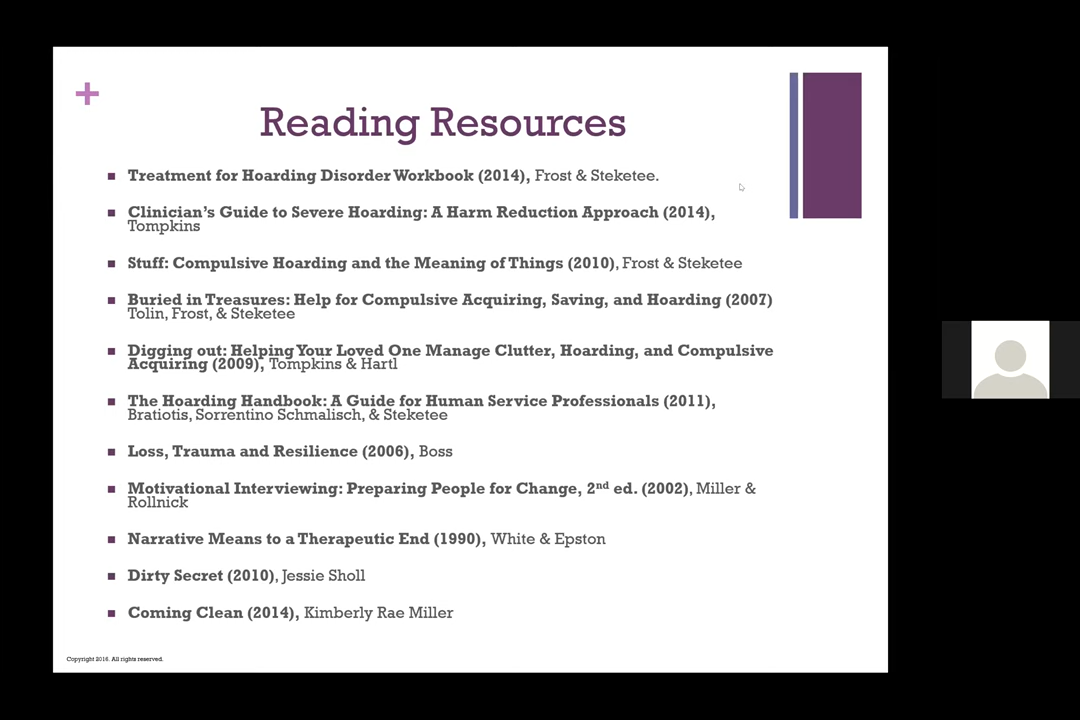 +
Reading Resources
■ Treatment for Hoarding Disorder Workbook (2014), Frost & Steketee.
■ Clinician's Guide to Severe Hoarding: A Harm Reduction Approach (2014),
Tompkins
■ Stuff: Compulsive Hoarding and the Meaning of Things (2010), Frost & Steketee
■ Buried in Treasures: Help for Compulsive Acquiring, Saving, and Hoarding (2007)
Tolin, Frost, & Steketee
■ Digging out: Helping Your Loved One Manage Clutter, Hoarding, and Compulsive
Acquiring (2009), Tompkins & Hartl
■ The Hoarding Handbook: A Guide for Human Service Professionals (2011),
Bratiotis, Sorrentino Schmalisch, & Steketee
■ Loss, Trauma and Resilience (2006), Boss
■ Motivational Interviewing: Preparing People for Change, 2nd ed. (2002), Miller &
Rollnick
■ Narrative Means to a Therapeutic End (1990), White & Epston
■ Dirty Secret (2010), Jessie Sholl
■ Coming Clean (2014), Kimberly Rae Miller
Copyright 2016. All rights reserved.